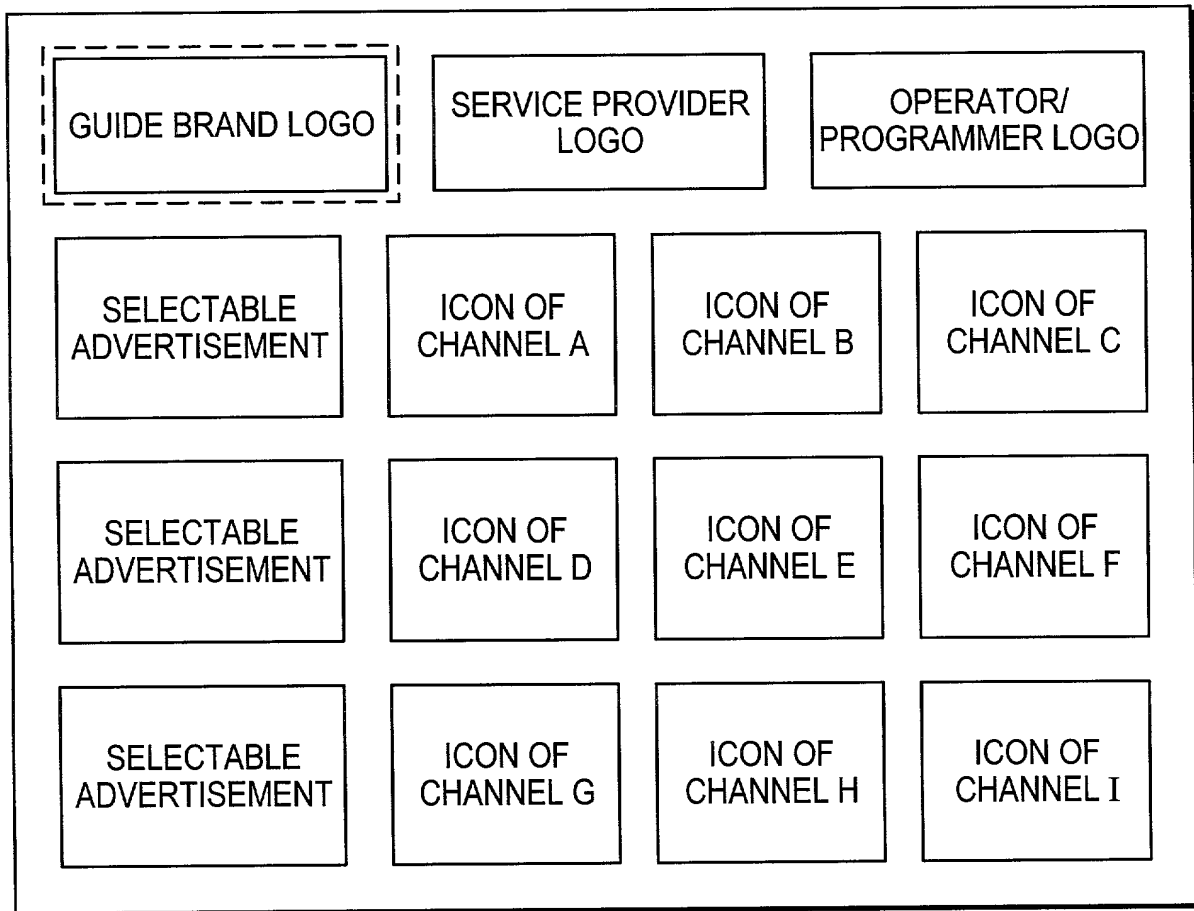 GUIDE BRAND LOGO
SERVICE PROVIDER
LOGO
OPERATOR/
PROGRAMMER LOGO
SELECTABLE
ADVERTISEMENT
ICON OF
CHANNEL A
ICON OF
CHANNEL B
ICON OF
CHANNEL C
SELECTABLE
ADVERTISEMENT
ICON OF
CHANNEL D
ICON OF
CHANNEL E
ICON OF
CHANNEL F
SELECTABLE
ADVERTISEMENT
ICON OF
CHANNEL G
ICON OF
CHANNEL H
ICON OF
CHANNEL I